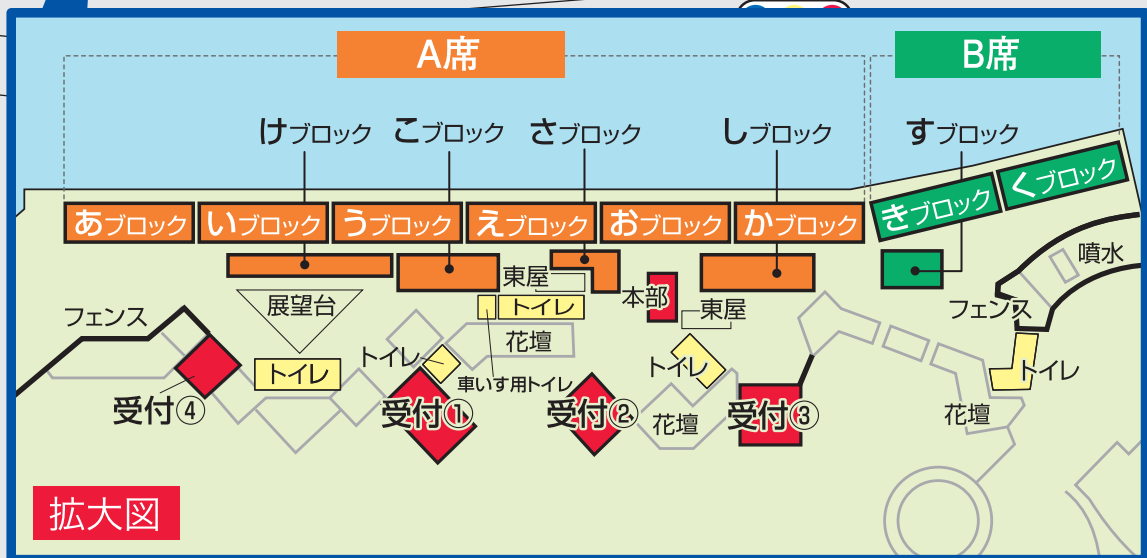 A席
B席
けブロック
こブロック
さブロック
しブロック
すブロック
あブロック
いブロック
うブロック
えブロック
おブロック
かブロック
きブロック
くブロック
展望台
東屋
本部
東屋
噴水
フェンス
フェンス
トイレ
トイレ
トイレ
車いす用トイレ
花壇
トイレ
トイレ
花壇
花壇
受付④
受付①
受付②
受付③
拡大図